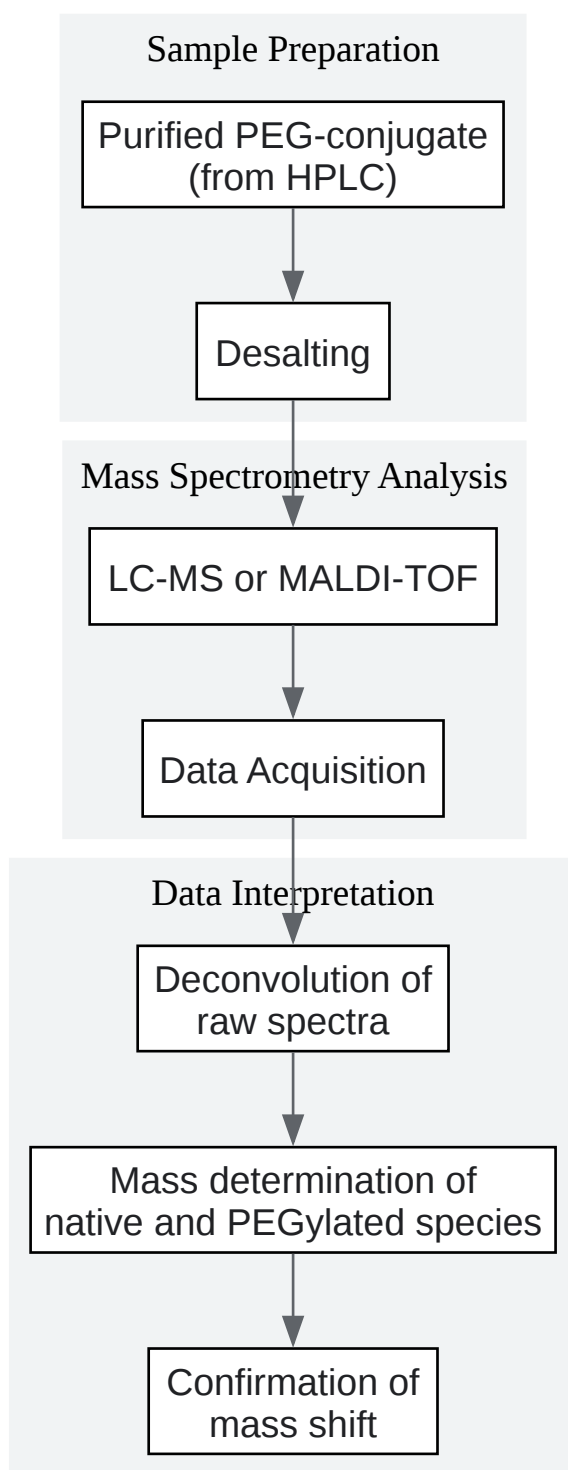 Sample Preparation
Purified PEG-conjugate
(from HPLC)
Desalting
Mass Spectrometry Analysis
LC-MS or MALDI-TOF
Data Acquisition
Data Interpretation
Deconvolution of
raw spectra
Mass determination of
native and PEGylated species
Confirmation of
mass shift